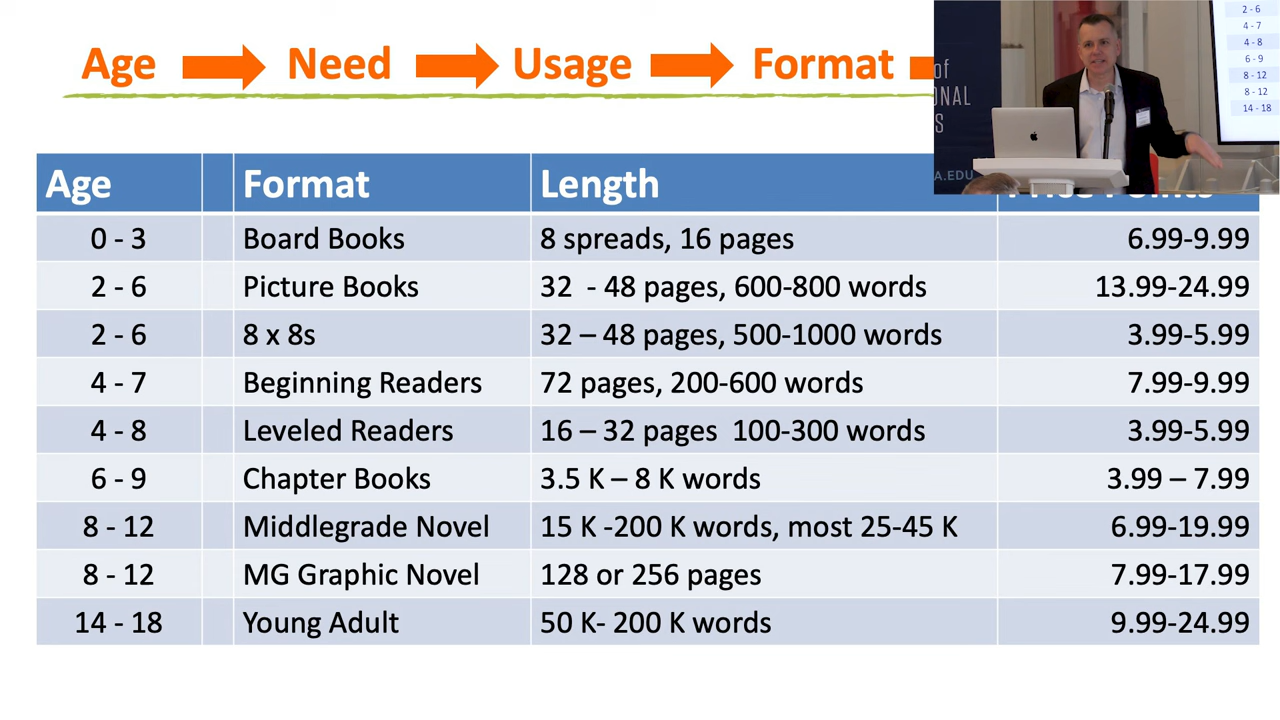 Age Need Usage Format
of
ONAL
S
A.EDU
2 - 6
4 - 7
4 - 8
6 - 9
8 - 12
8 - 12
14 - 18
Age Format Length Price Points
0 - 3 Board Books 8 spreads, 16 pages 6.99-9.99
2 - 6 Picture Books 32 - 48 pages, 600-800 words 13.99-24.99
2 - 6 8 x 8s 32 – 48 pages, 500-1000 words 3.99-5.99
4 - 7 Beginning Readers 72 pages, 200-600 words 7.99-9.99
4 - 8 Leveled Readers 16 – 32 pages 100-300 words 3.99-5.99
6 - 9 Chapter Books 3.5 K – 8 K words 3.99 – 7.99
8 - 12 Middlegrade Novel 15 K -200 K words, most 25-45 K 6.99-19.99
8 - 12 MG Graphic Novel 128 or 256 pages 7.99-17.99
14 - 18 Young Adult 50 K- 200 K words 9.99-24.99